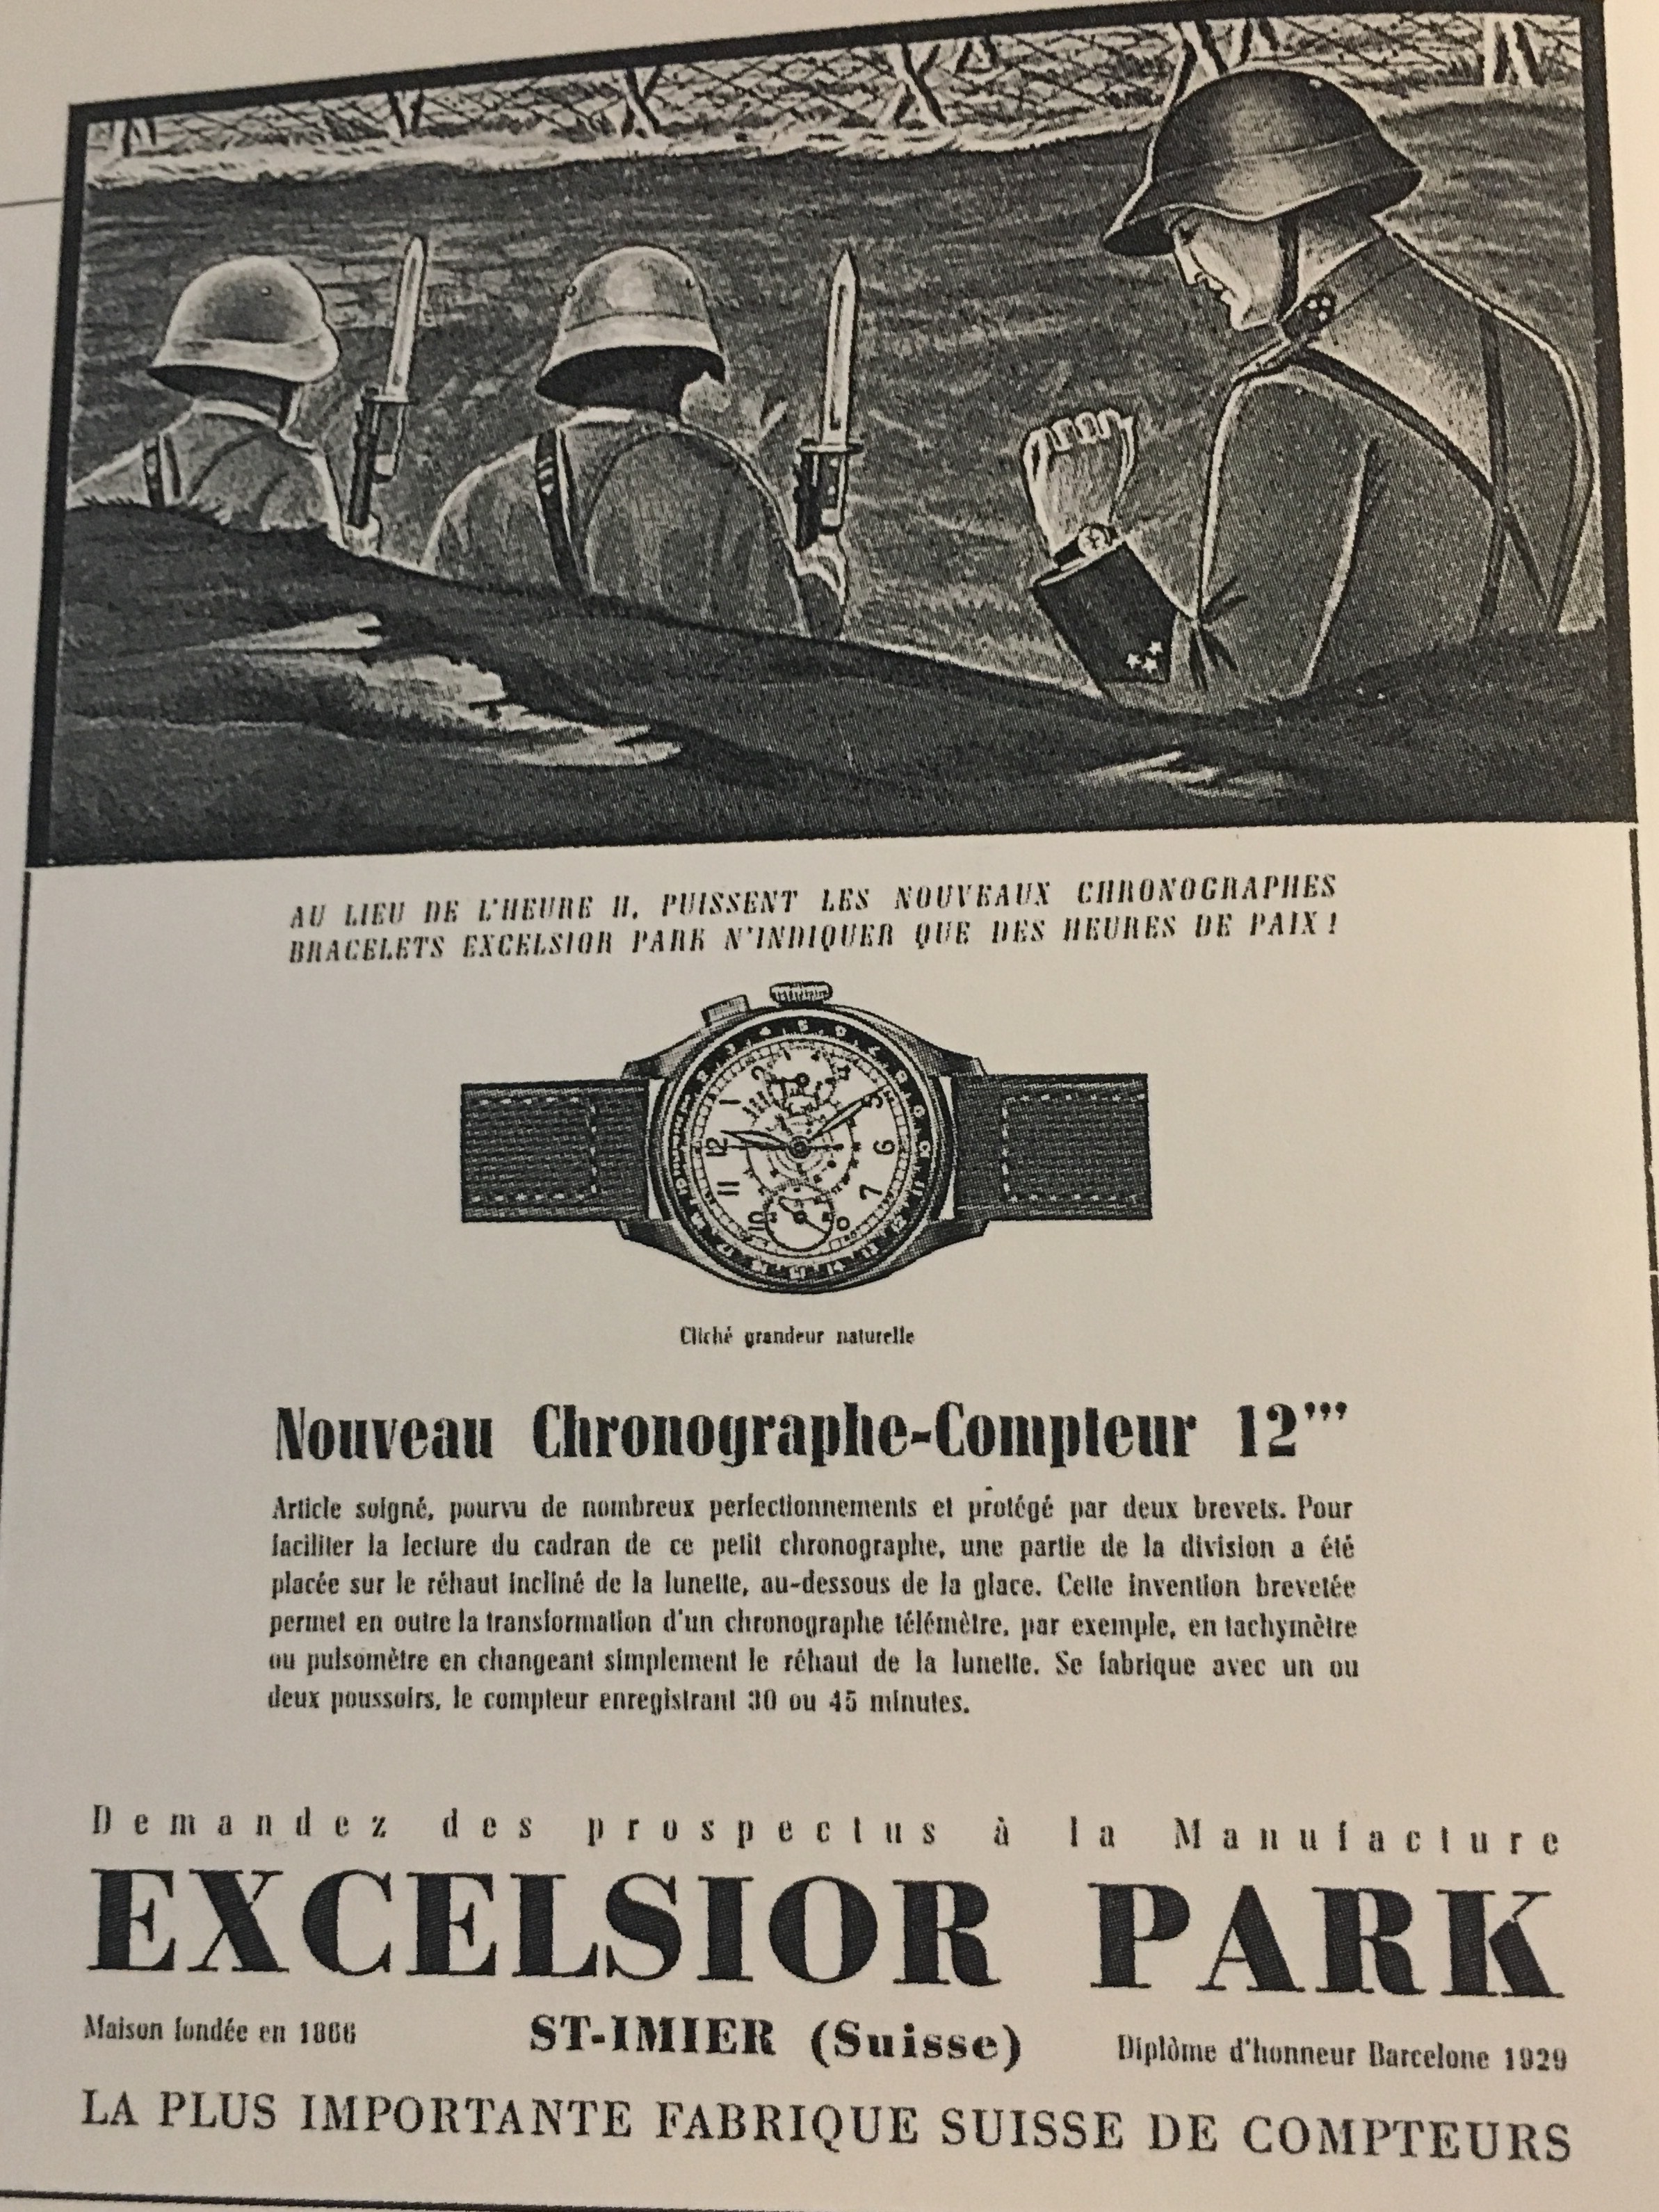 AU LIEU DE L'HEURE H, PUISSENT LES NOUVEAUX CHRONOGRAPHES
BRACELETS EXCELSIOR PARK N'INDIQUER QUE DES HEURES DE PAIX !
Cliché grandeur naturelle
Nouveau Chronographe-Compteur 12'''
Article soigné, pourvu de nombreux perfectionnements et protégé par deux brevets. Pour
faciliter la lecture du cadran de ce petit chronographe, une partie de la division a été
placée sur le réhaut incliné de la lunette, au-dessous de la glace. Cette invention brevetée
permet en outre la transformation d'un chronographe télémètre, par exemple, en tachymètre
ou pulsomètre en changeant simplement le réhaut de la lunette. Se fabrique avec un ou
deux poussoirs, le compteur enregistrant 30 ou 45 minutes.
Demandez des prospectus à la Manufacture
EXCELSIOR PARK
Maison fondée en 1866 ST-IMIER (Suisse) Diplôme d'honneur Barcelone 1929
LA PLUS IMPORTANTE FABRIQUE SUISSE DE COMPTEURS